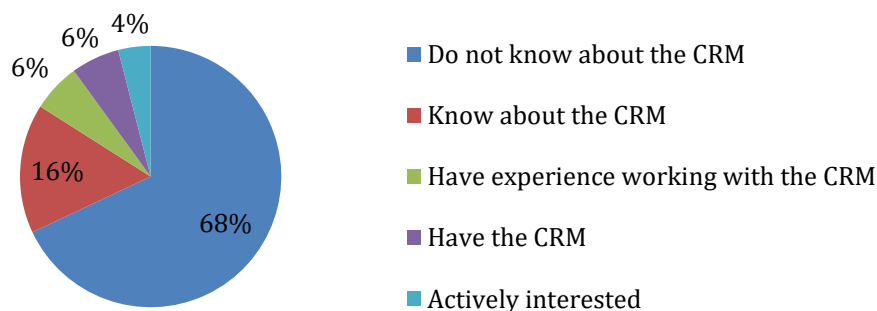 4%
6%
6%
16%
68%
Do not know about the CRM
Know about the CRM
Have experience working with the CRM
Have the CRM
Actively interested